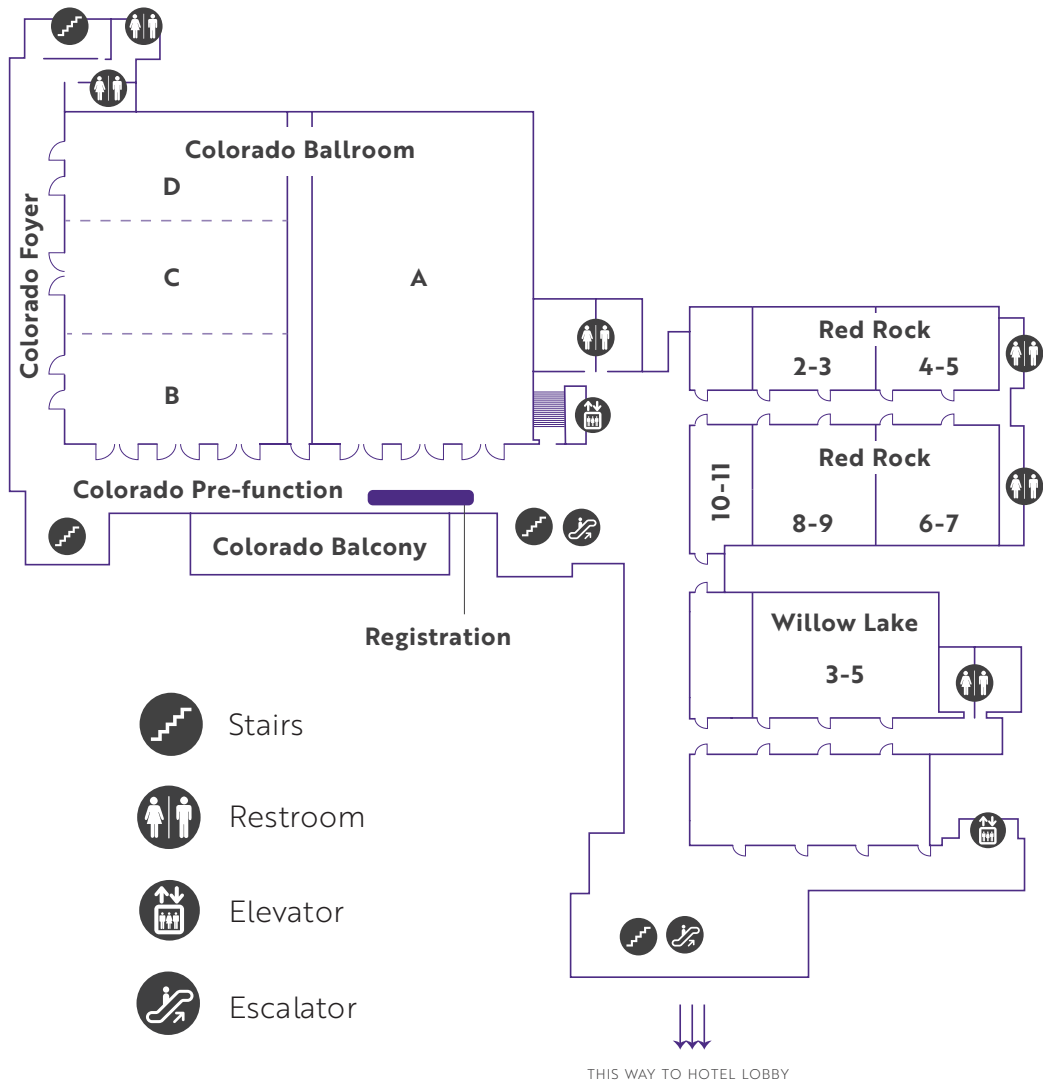 Colorado Ballroom
D
C
A
B
Colorado Foyer
Red Rock
2-3
4-5
Red Rock
10-11
8-9
6-7
Colorado Pre-function
Colorado Balcony
Registration
Willow Lake
3-5
Stairs
Restroom
Elevator
Escalator
THIS WAY TO HOTEL LOBBY